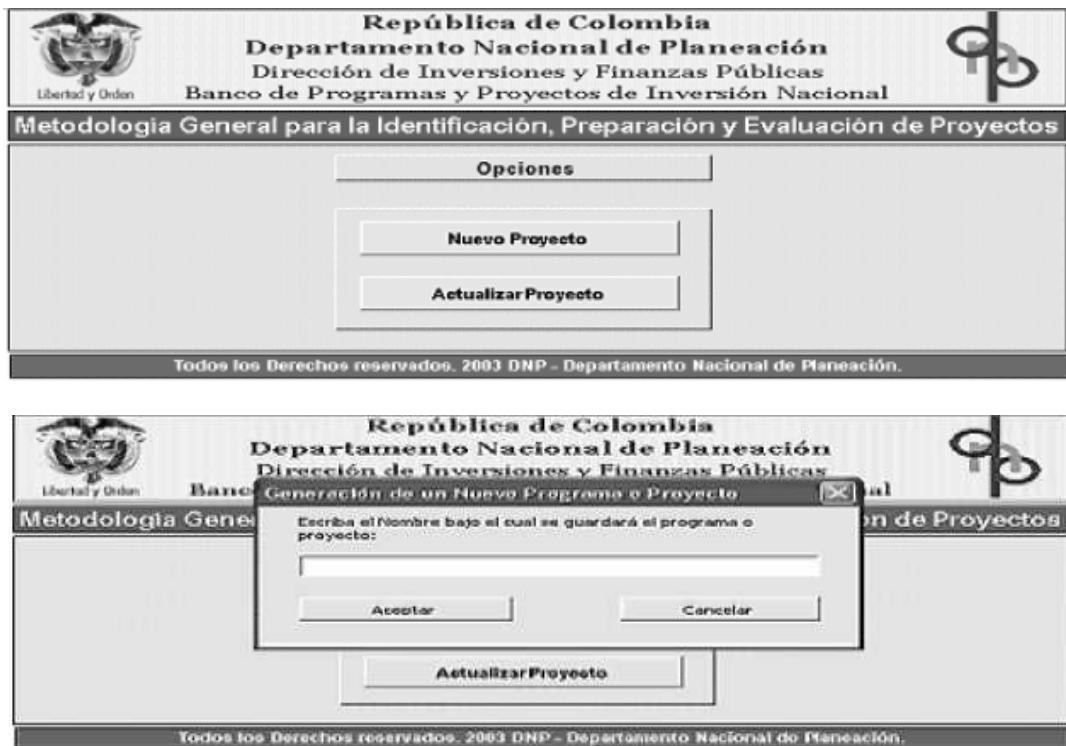 República de Colombia
Departamento Nacional de Planeación
Dirección de Inversiones y Finanzas Públicas
Libertad y Orden
Banco de Programas y Proyectos de Inversión Nacional
dnp
Metodologia General para la Identificación, Preparación y Evaluación de Proyectos
Opciones
Nuevo Proyecto
Actualizar Proyecto
Todos los Derechos reservados. 2003 DNP - Departamento Nacional de Planeación.
República de Colombia
Departamento Nacional de Planeación
Dirección de Inversiones y Finanzas Públicas
Libertad y Orden
Banc
al
dnp
Generación de un Nuevo Programa o Proyecto
Metodologia Gene
n de Proyectos
Escriba el Nombre bajo el cual se guardará el programa o
proyecto:
Aceptar
Cancelar
Actualizar Proyecto
Todos los Derechos reservados. 2003 DNP - Departamento Nacional de Planeación.